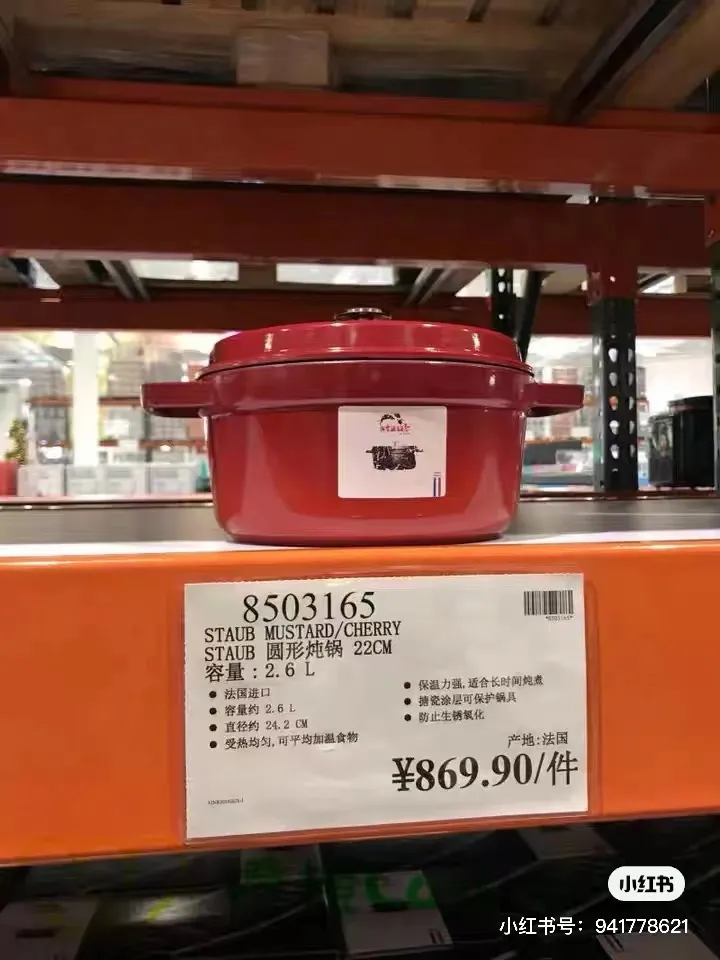 staub
8503165
STAUB MUSTARD/CHERRY
STAUB 圆形炖锅 22CM
容量：2.6 L
● 法国进口
● 容量约 2.6 L
● 直径约 24.2 CM
● 受热均匀,可平均加温食物
● 保温力强,适合长时间炖煮
● 搪瓷涂层可保护锅具
● 防止生锈氧化
产地:法国
¥869.90/件
*8503165*
小红书
小红书号：941778621